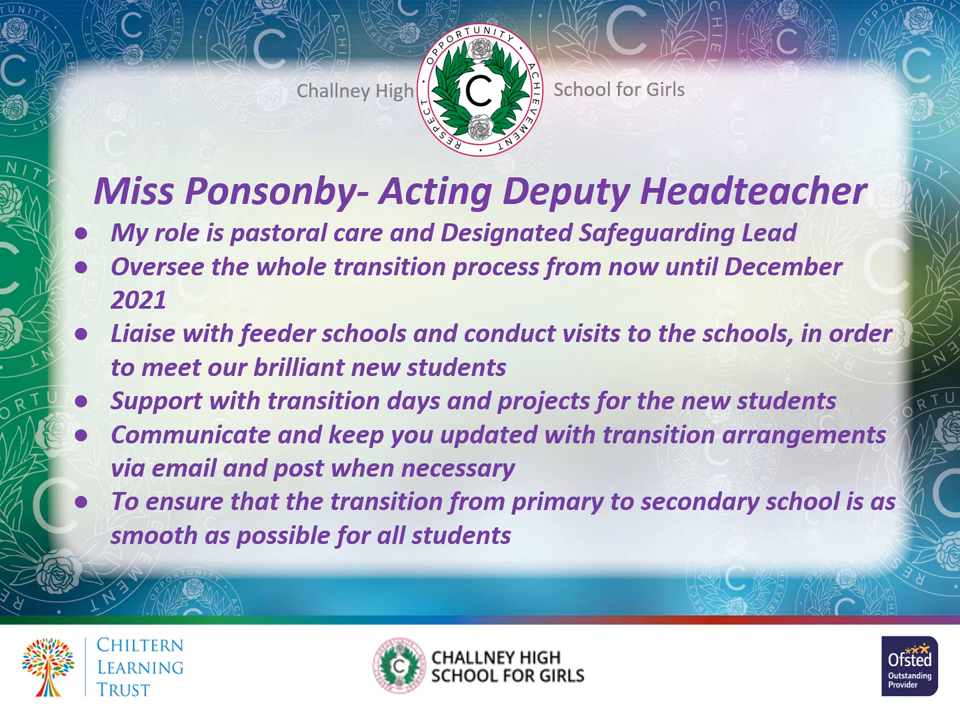 Challney High School for Girls
OPPORTUNITY • ACHIEVEMENT • RESPECT •
C
Miss Ponsonby- Acting Deputy Headteacher
● My role is pastoral care and Designated Safeguarding Lead
● Oversee the whole transition process from now until December
2021
● Liaise with feeder schools and conduct visits to the schools, in order
to meet our brilliant new students
● Support with transition days and projects for the new students
● Communicate and keep you updated with transition arrangements
via email and post when necessary
● To ensure that the transition from primary to secondary school is as
smooth as possible for all students
CHILTERN
LEARNING
TRUST
C
CHALLNEY HIGH
SCHOOL FOR GIRLS
Ofsted
Outstanding
Provider